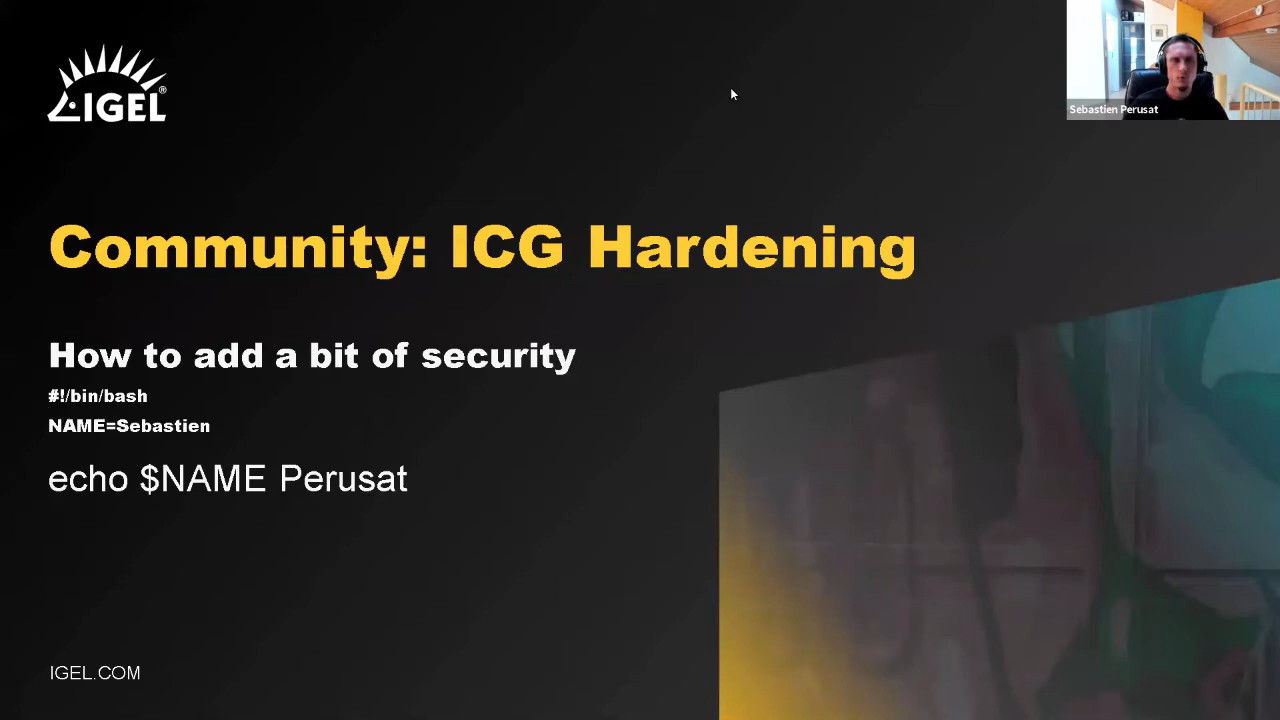 IGEL®
Sebastien Perusat
Community: ICG Hardening
How to add a bit of security
#!/bin/bash
NAME=Sebastien
echo $NAME Perusat
IGEL.COM